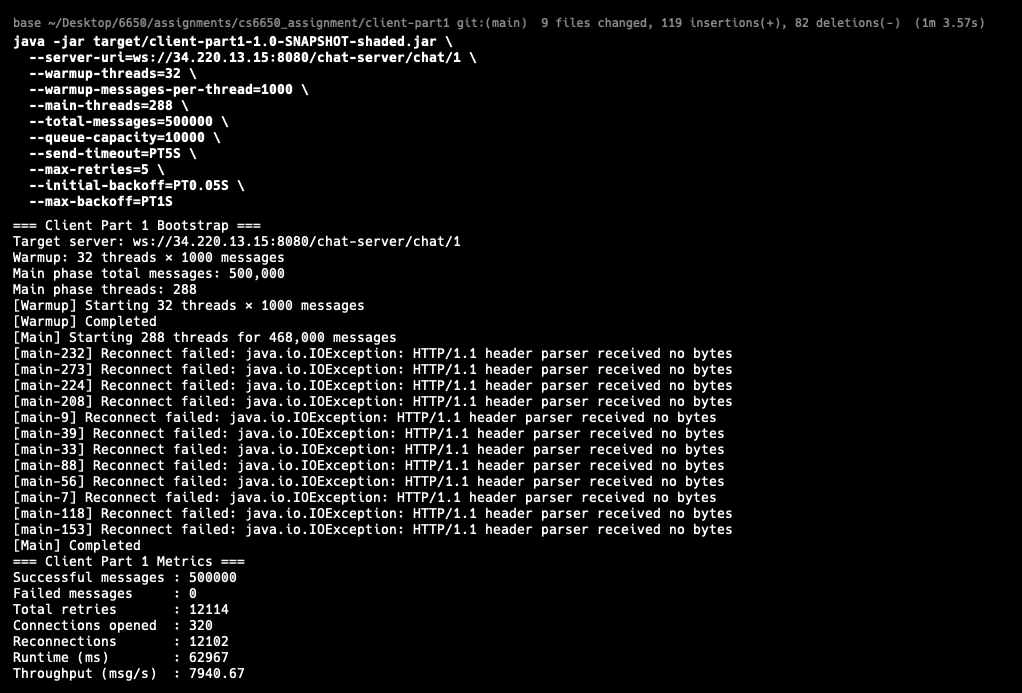 base ~/Desktop/6650/assignments/cs6650_assignment/client-part1 git:(main)  9 files changed, 119 insertions(+), 82 deletions(-)  (1m 3.57s)
java -jar target/client-part1-1.0-SNAPSHOT-shaded.jar \
  --server-uri=ws://34.220.13.15:8080/chat-server/chat/1 \
  --warmup-threads=32 \
  --warmup-messages-per-thread=1000 \
  --main-threads=288 \
  --total-messages=500000 \
  --queue-capacity=10000 \
  --send-timeout=PT5S \
  --max-retries=5 \
  --initial-backoff=PT0.05S \
  --max-backoff=PT1S
=== Client Part 1 Bootstrap ===
Target server: ws://34.220.13.15:8080/chat-server/chat/1
Warmup: 32 threads × 1000 messages
Main phase total messages: 500,000
Main phase threads: 288
[Warmup] Starting 32 threads × 1000 messages
[Warmup] Completed
[Main] Starting 288 threads for 468,000 messages
[main-232] Reconnect failed: java.io.IOException: HTTP/1.1 header parser received no bytes
[main-273] Reconnect failed: java.io.IOException: HTTP/1.1 header parser received no bytes
[main-224] Reconnect failed: java.io.IOException: HTTP/1.1 header parser received no bytes
[main-208] Reconnect failed: java.io.IOException: HTTP/1.1 header parser received no bytes
[main-9] Reconnect failed: java.io.IOException: HTTP/1.1 header parser received no bytes
[main-39] Reconnect failed: java.io.IOException: HTTP/1.1 header parser received no bytes
[main-33] Reconnect failed: java.io.IOException: HTTP/1.1 header parser received no bytes
[main-88] Reconnect failed: java.io.IOException: HTTP/1.1 header parser received no bytes
[main-56] Reconnect failed: java.io.IOException: HTTP/1.1 header parser received no bytes
[main-7] Reconnect failed: java.io.IOException: HTTP/1.1 header parser received no bytes
[main-118] Reconnect failed: java.io.IOException: HTTP/1.1 header parser received no bytes
[main-153] Reconnect failed: java.io.IOException: HTTP/1.1 header parser received no bytes
[Main] Completed
=== Client Part 1 Metrics ===
Successful messages : 500000
Failed messages     : 0
Total retries       : 12114
Connections opened  : 320
Reconnections       : 12102
Runtime (ms)        : 62967
Throughput (msg/s)  : 7940.67